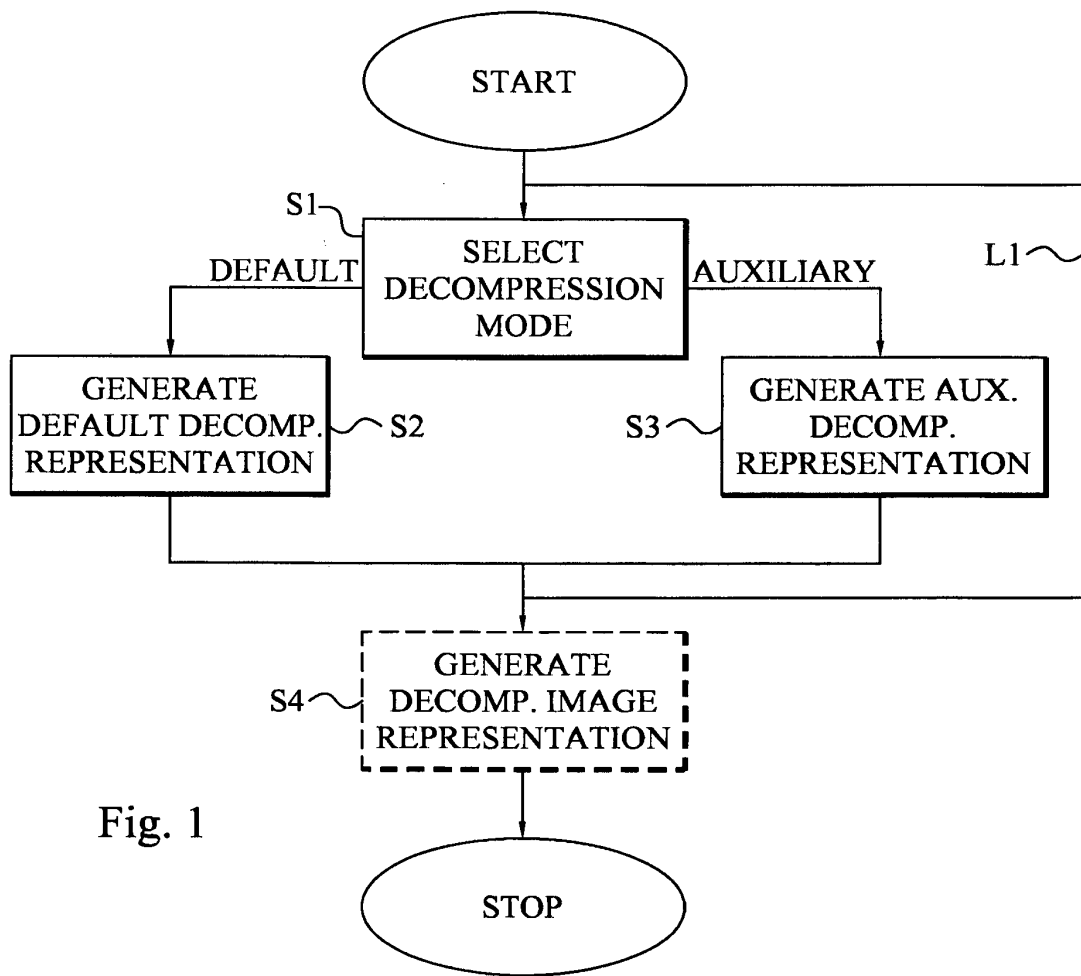 START
S1
SELECT
DECOMPRESSION
MODE
DEFAULT
AUXILIARY
L1
GENERATE
DEFAULT DECOMP.
REPRESENTATION
S2
S3
GENERATE AUX.
DECOMP.
REPRESENTATION
S4
GENERATE
DECOMP. IMAGE
REPRESENTATION
Fig. 1
STOP